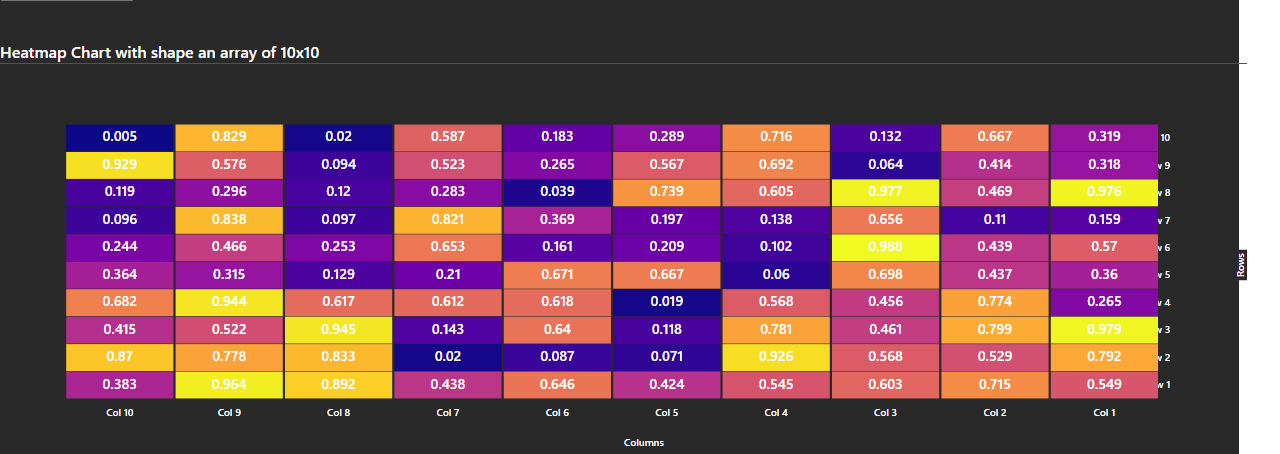 Heatmap Chart with shape an array of 10x10
0.005 0.829 0.02 0.587 0.183 0.289 0.716 0.132 0.667 0.319 10
0.929 0.576 0.094 0.523 0.265 0.567 0.692 0.064 0.414 0.318 w 9
0.119 0.296 0.12 0.283 0.039 0.739 0.605 0.977 0.469 0.976 w 8
0.096 0.838 0.097 0.821 0.369 0.197 0.138 0.656 0.11 0.159 w 7
0.244 0.466 0.253 0.653 0.161 0.209 0.102 0.988 0.439 0.57 w 6
Rows
0.364 0.315 0.129 0.21 0.671 0.667 0.06 0.698 0.437 0.36 w 5
0.682 0.944 0.617 0.612 0.618 0.019 0.568 0.456 0.774 0.265 w 4
0.415 0.522 0.945 0.143 0.64 0.118 0.781 0.461 0.799 0.979 w 3
0.87 0.778 0.833 0.02 0.087 0.071 0.926 0.568 0.529 0.792 w 2
0.383 0.964 0.892 0.438 0.646 0.424 0.545 0.603 0.715 0.549 w 1
Col 10 Col 9 Col 8 Col 7 Col 6 Col 5 Col 4 Col 3 Col 2 Col 1
Columns